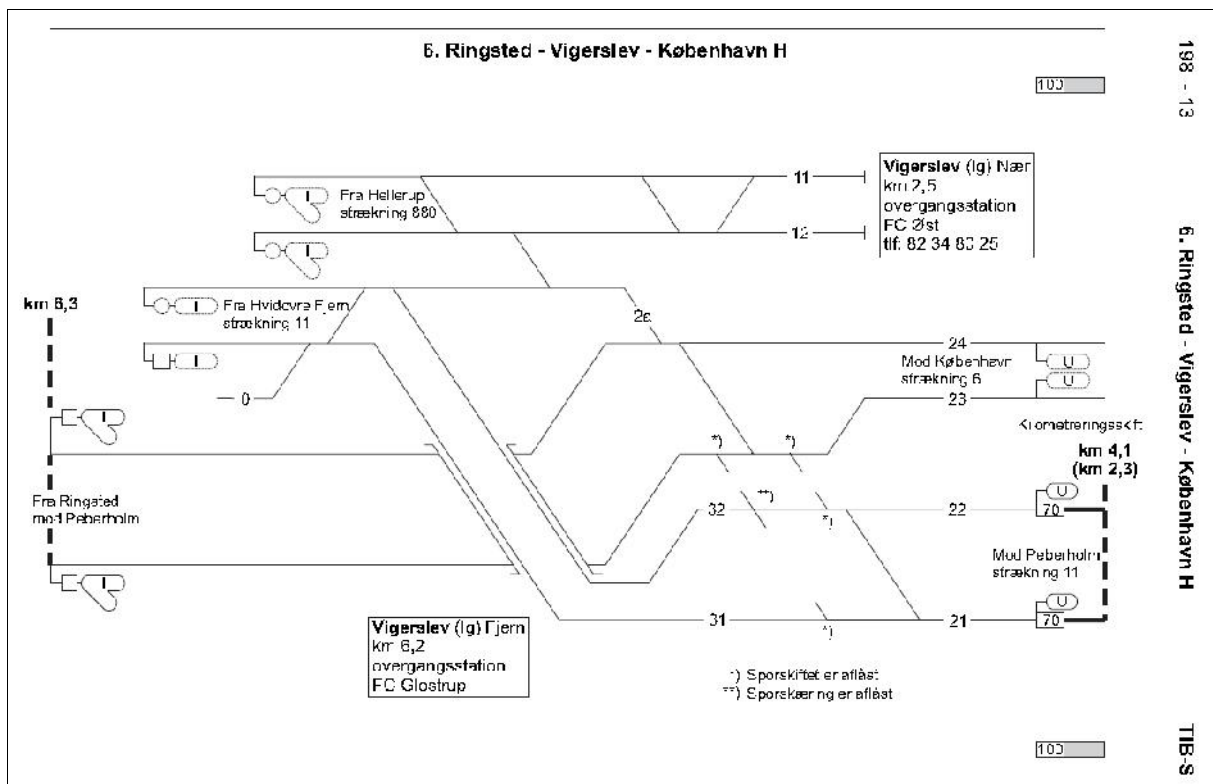 6. Ringsted - Vigerslev - København H
100
198 - 13
11
Vigerslev (lg) Nær
km 2,5
overgangsstation
FC Øst
tlf: 82 34 80 25
I
Fra Hellerup
strækning 880
12
I
km 6,3
I
Fra Hvidovre Fjern
strækning 11
2a
I
24
Mod København
strækning 6
U
U
0
23
6. Ringsted - Vigerslev - København H
I
Kilometreringsskift
*)
*)
km 4,1
(km 2,3)
Fra Ringsted
mod Peberholm
**)
U
32
*)
22
70
Mod Peberholm
strækning 11
I
U
31
*)
21
70
Vigerslev (lg) Fjern
km 6,2
overgangsstation
FC Glostrup
*) Sporskiftet er aflåst
**) Sporskæring er aflåst
100
TIB-S